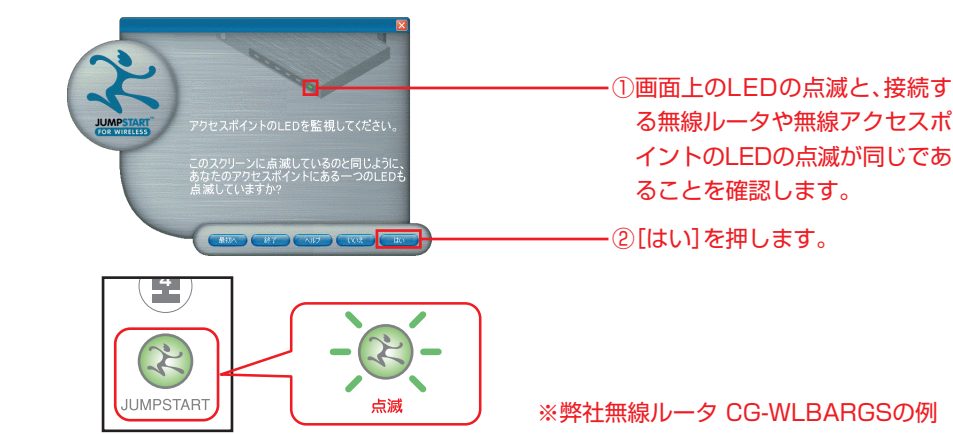 JUMPSTART
FOR WIRELESS
アクセスポイントのLEDを監視してください。
このスクリーンに点滅しているのと同じように、
あなたのアクセスポイントにある一つのLEDも
点滅していますか?
最初へ 終了 ヘルプ いいえ はい
①画面上のLEDの点滅と、接続す
る無線ルータや無線アクセスポ
イントのLEDの点滅が同じであ
ることを確認します。
②[はい]を押します。
4
JUMPSTART
点滅
※弊社無線ルータ CG-WLBARGSの例